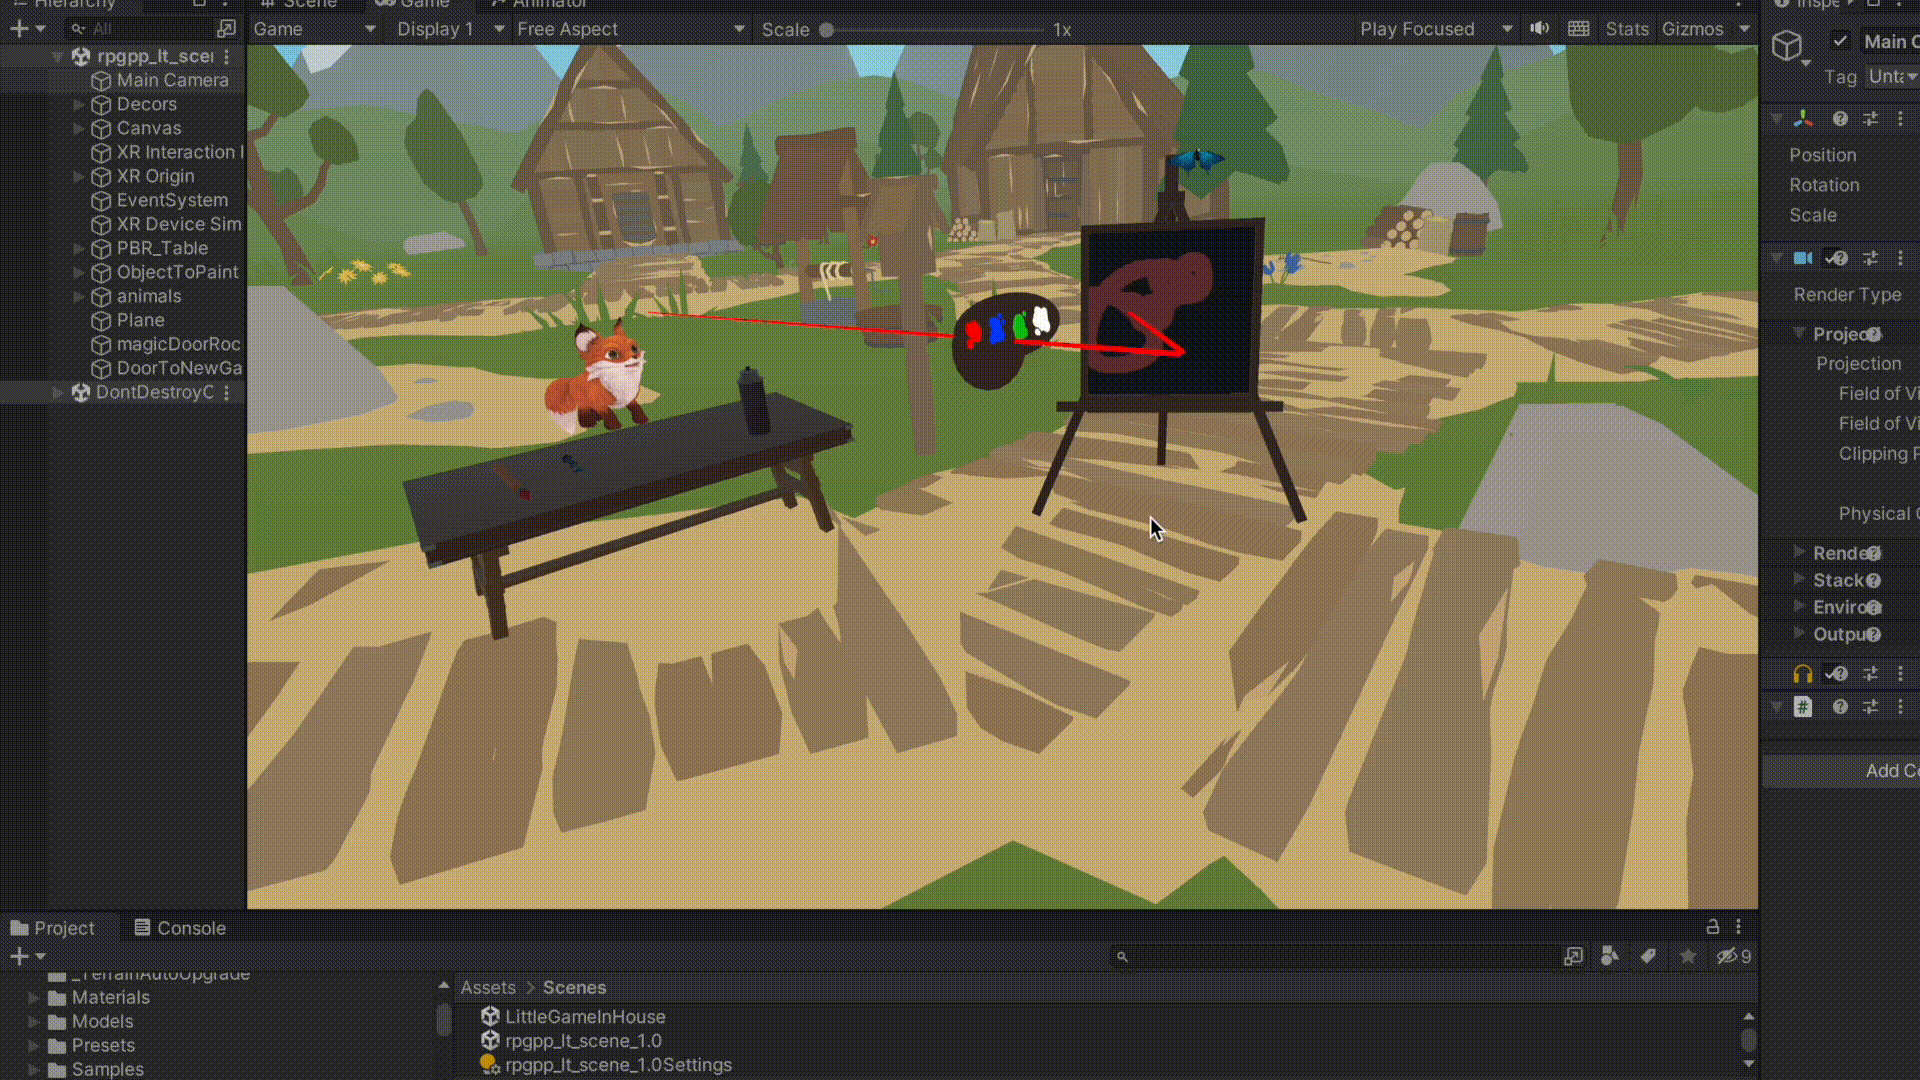 Hierarchy
Scene Game Animator
All
Game Display 1 Free Aspect Scale 1x Play Focused Stats Gizmos
rpgpp_lt_scei
Main Camera
Decors
Canvas
XR Interaction
XR Origin
EventSystem
XR Device Sim
PBR_Table
ObjectToPaint
animals
Plane
magicDoorRoc
DoorToNewGa
DontDestroyC
Inspe
Main C
Tag Unta
Position
Rotation
Scale
Render Type
Projec
Projection
Field of Vi
Field of Vi
Clipping P
Physical C
Rende
Stack
Enviro
Outpu
Add Co
Project Console
9
_TerrainAutoUpgrade
Materials
Models
Presets
Samples
Assets > Scenes
LittleGameInHouse
rpgpp_lt_scene_1.0
rpgpp_lt_scene_1.0Settings